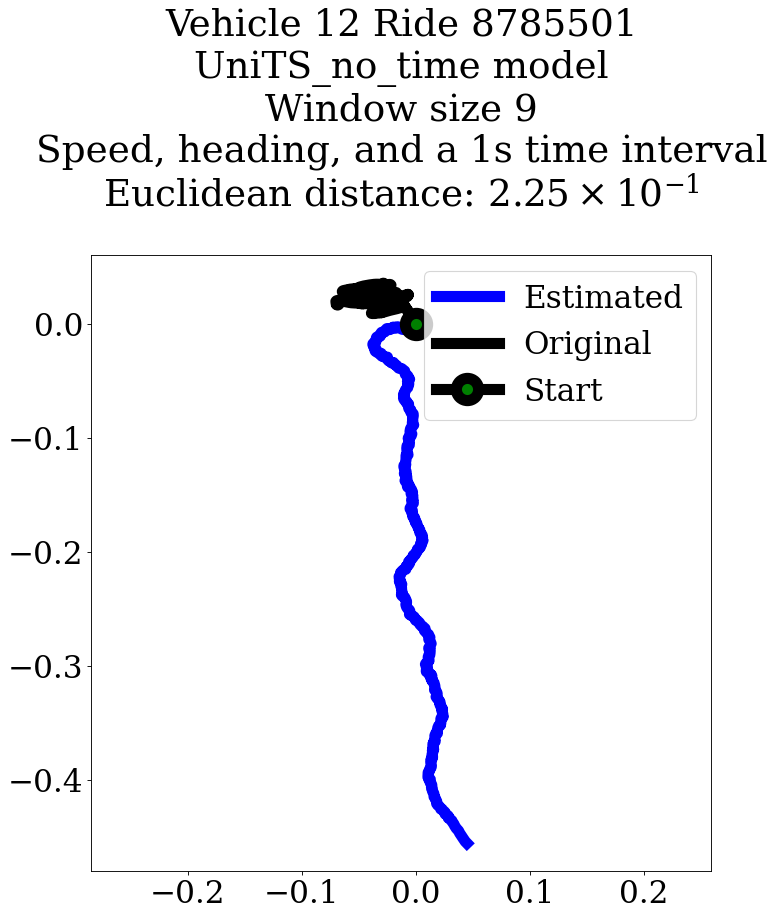 Vehicle 12 Ride 8785501
UniTS_no_time model
Window size 9
Speed, heading, and a 1s time interval
Euclidean distance: 2.25 × 10⁻¹
Estimated
Original
Start
0.0
−0.1
−0.2
−0.3
−0.4
−0.2 −0.1 0.0 0.1 0.2